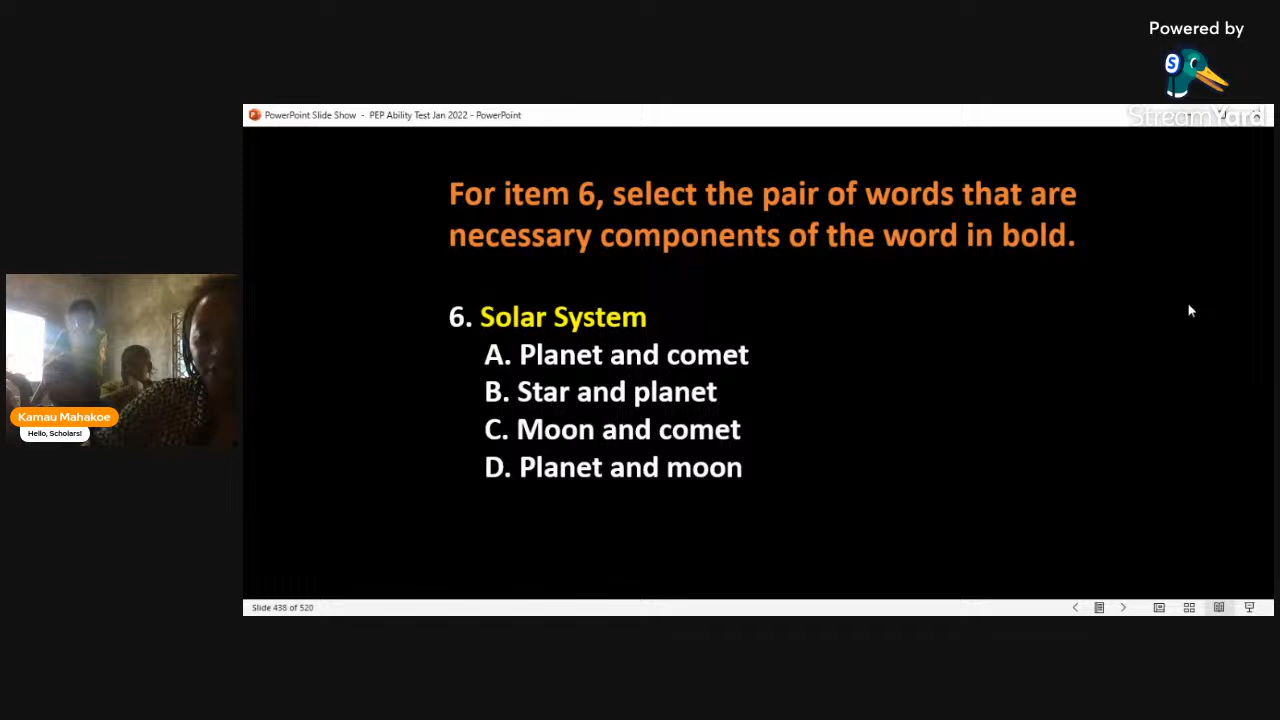 Powered by
StreamYard
PowerPoint Slide Show - PEP Ability Test Jan 2022 - PowerPoint
For item 6, select the pair of words that are
necessary components of the word in bold.
6. Solar System
A. Planet and comet
B. Star and planet
C. Moon and comet
D. Planet and moon
Kamau Mahakoe
Hello, Scholars!
Slide 438 of 520